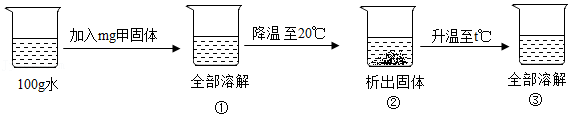 加入mg甲固体
降温 至20℃
升温至t℃
100g水
全部溶解
析出固体
全部溶解
①
②
③